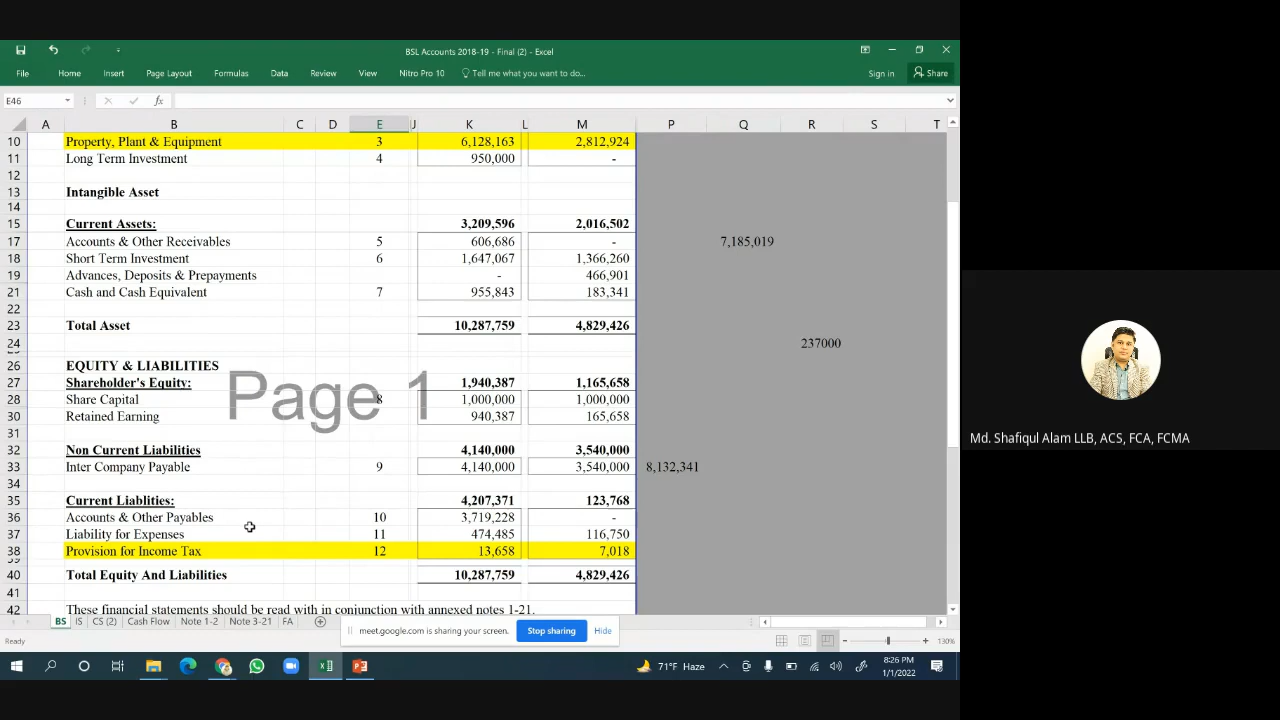 BSL Accounts 2018-19 - Final (2) - Excel
File Home Insert Page Layout Formulas Data Review View Nitro Pro 10 Tell me what you want to do... Sign in Share
E46 fx
A B C D E J K L M P Q R S T
10 Property, Plant & Equipment 3 6,128,163 2,812,924
11 Long Term Investment 4 950,000 -
12
13 Intangible Asset
14
15 Current Assets: 3,209,596 2,016,502
17 Accounts & Other Receivables 5 606,686 - 7,185,019
18 Short Term Investment 6 1,647,067 1,366,260
19 Advances, Deposits & Prepayments - 466,901
21 Cash and Cash Equivalent 7 955,843 183,341
22
23 Total Asset 10,287,759 4,829,426
24 237000
26 EQUITY & LIABILITIES
27 Shareholder's Equity: 1,940,387 1,165,658
28 Share Capital 8 1,000,000 1,000,000
Page 1
30 Retained Earning 940,387 165,658
31
32 Non Current Liabilities 4,140,000 3,540,000
33 Inter Company Payable 9 4,140,000 3,540,000 8,132,341
34
35 Current Liablities: 4,207,371 123,768
36 Accounts & Other Payables 10 3,719,228 -
37 Liability for Expenses 11 474,485 116,750
38 Provision for Income Tax 12 13,658 7,018
40 Total Equity And Liabilities 10,287,759 4,829,426
41
42 These financial statements should be read with in conjunction with annexed notes 1-21.
BS IS CS (2) Cash Flow Note 1-2 Note 3-21 FA
meet.google.com is sharing your screen. Stop sharing Hide
Ready 130%
71°F Haze 8:26 PM
1/1/2022
Md. Shafiqul Alam LLB, ACS, FCA, FCMA